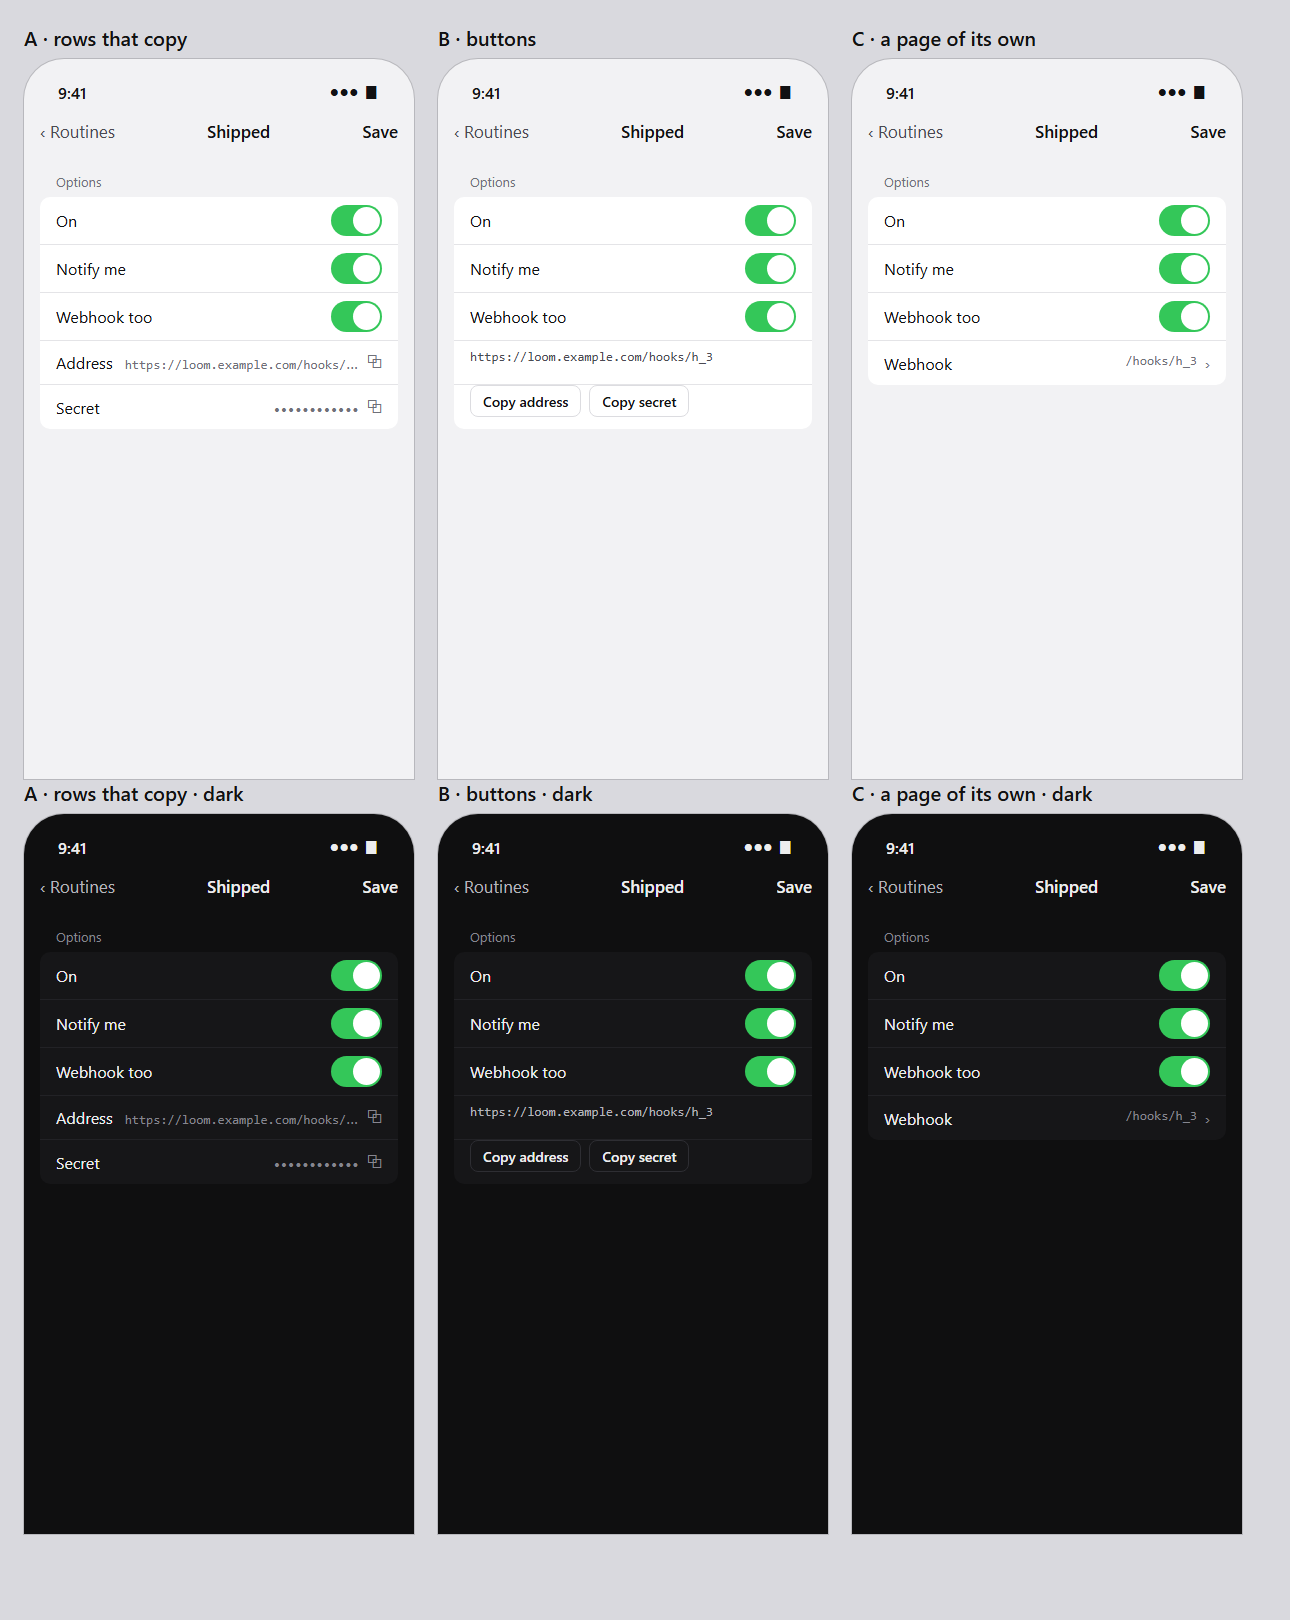 A · rows that copy
9:41
‹ Routines Shipped Save
Options
On
Notify me
Webhook too
Address https://loom.example.com/hooks/...
Secret ••••••••••••
B · buttons
9:41
‹ Routines Shipped Save
Options
On
Notify me
Webhook too
https://loom.example.com/hooks/h_3
Copy address Copy secret
C · a page of its own
9:41
‹ Routines Shipped Save
Options
On
Notify me
Webhook too
Webhook /hooks/h_3 ›
A · rows that copy · dark
9:41
‹ Routines Shipped Save
Options
On
Notify me
Webhook too
Address https://loom.example.com/hooks/...
Secret ••••••••••••
B · buttons · dark
9:41
‹ Routines Shipped Save
Options
On
Notify me
Webhook too
https://loom.example.com/hooks/h_3
Copy address Copy secret
C · a page of its own · dark
9:41
‹ Routines Shipped Save
Options
On
Notify me
Webhook too
Webhook /hooks/h_3 ›